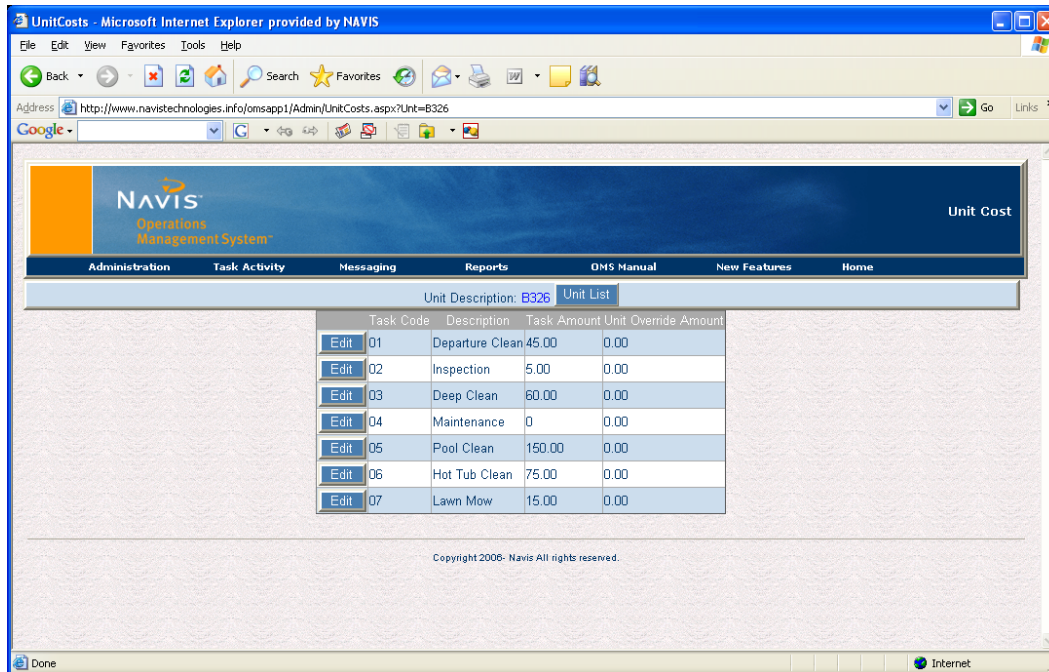 UnitCosts - Microsoft Internet Explorer provided by NAVIS
File Edit View Favorites Tools Help
Back Search Favorites
Address http://www.navistechnologies.info/omsapp1/Admin/UnitCosts.aspx?Unt=B326 Go Links
Google
NAVIS
Operations
Management System™
Unit Cost
Administration Task Activity Messaging Reports OMS Manual New Features Home
Unit Description: B326 Unit List
Task Code Description Task Amount Unit Override Amount
Edit 01 Departure Clean 45.00 0.00
Edit 02 Inspection 5.00 0.00
Edit 03 Deep Clean 60.00 0.00
Edit 04 Maintenance 0 0.00
Edit 05 Pool Clean 150.00 0.00
Edit 06 Hot Tub Clean 75.00 0.00
Edit 07 Lawn Mow 15.00 0.00
Copyright 2006- Navis All rights reserved.
Done Internet